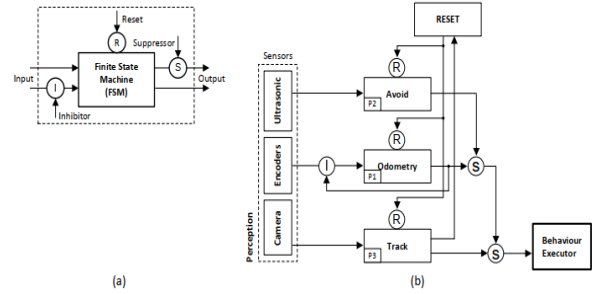 Reset
R
Suppressor
Finite State
Machine
(FSM)
S
Input
I
Output
Inhibitor
(a)
RESET
Sensors
R
Ultrasonic
Avoid
P2
R
Encoders
I
Odometry
P1
S
R
Perception
Camera
Track
P3
S
Behaviour
Executor
(b)